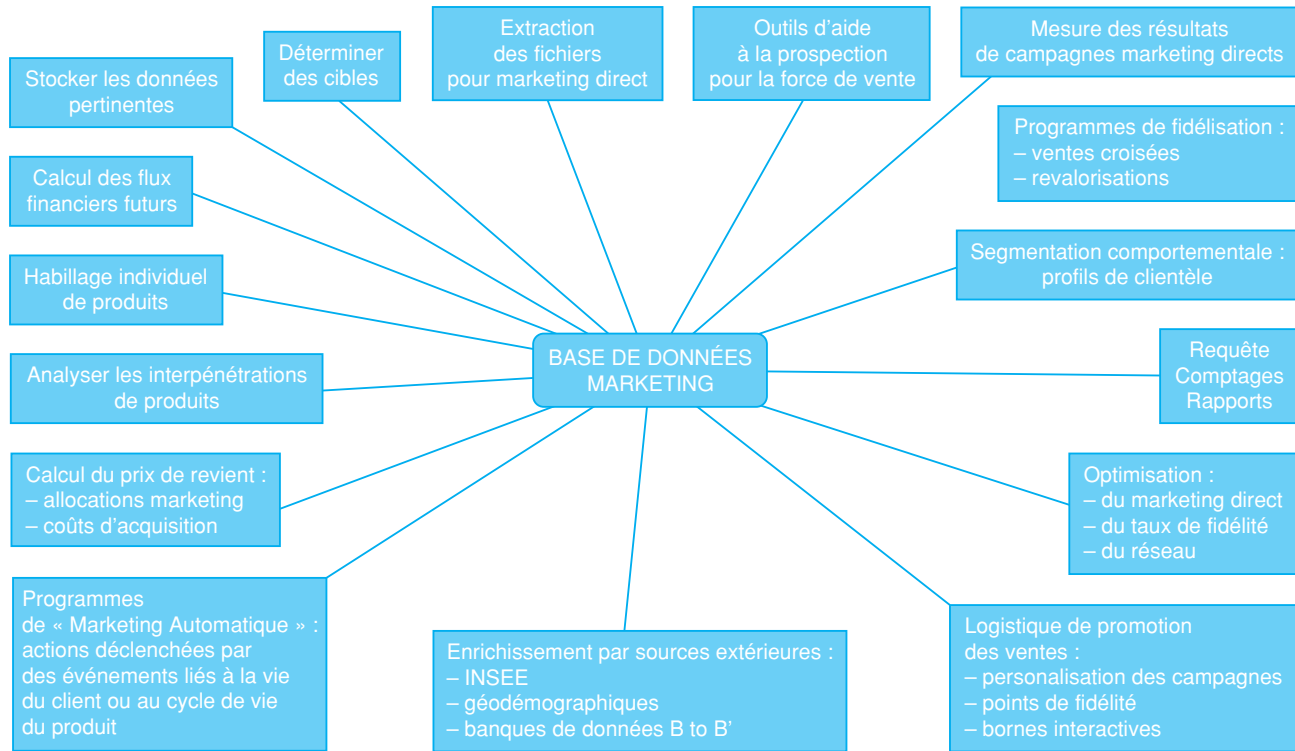 Stocker les données
pertinentes
Déterminer
des cibles
Extraction
des fichiers
pour marketing direct
Outils d'aide
à la prospection
pour la force de vente
Mesure des résultats
de campagnes marketing directs
Programmes de fidélisation :
– ventes croisées
– revalorisations
Calcul des flux
financiers futurs
Segmentation comportementale :
profils de clientèle
Habillage individuel
de produits
BASE DE DONNÉES
MARKETING
Requête
Comptages
Rapports
Analyser les interpénétrations
de produits
Calcul du prix de revient :
– allocations marketing
– coûts d'acquisition
Optimisation :
– du marketing direct
– du taux de fidélité
– du réseau
Programmes
de « Marketing Automatique » :
actions déclenchées par
des événements liés à la vie
du client ou au cycle de vie
du produit
Enrichissement par sources extérieures :
– INSEE
– géodémographiques
– banques de données B to B’
Logistique de promotion
des ventes :
– personalisation des campagnes
– points de fidélité
– bornes interactives